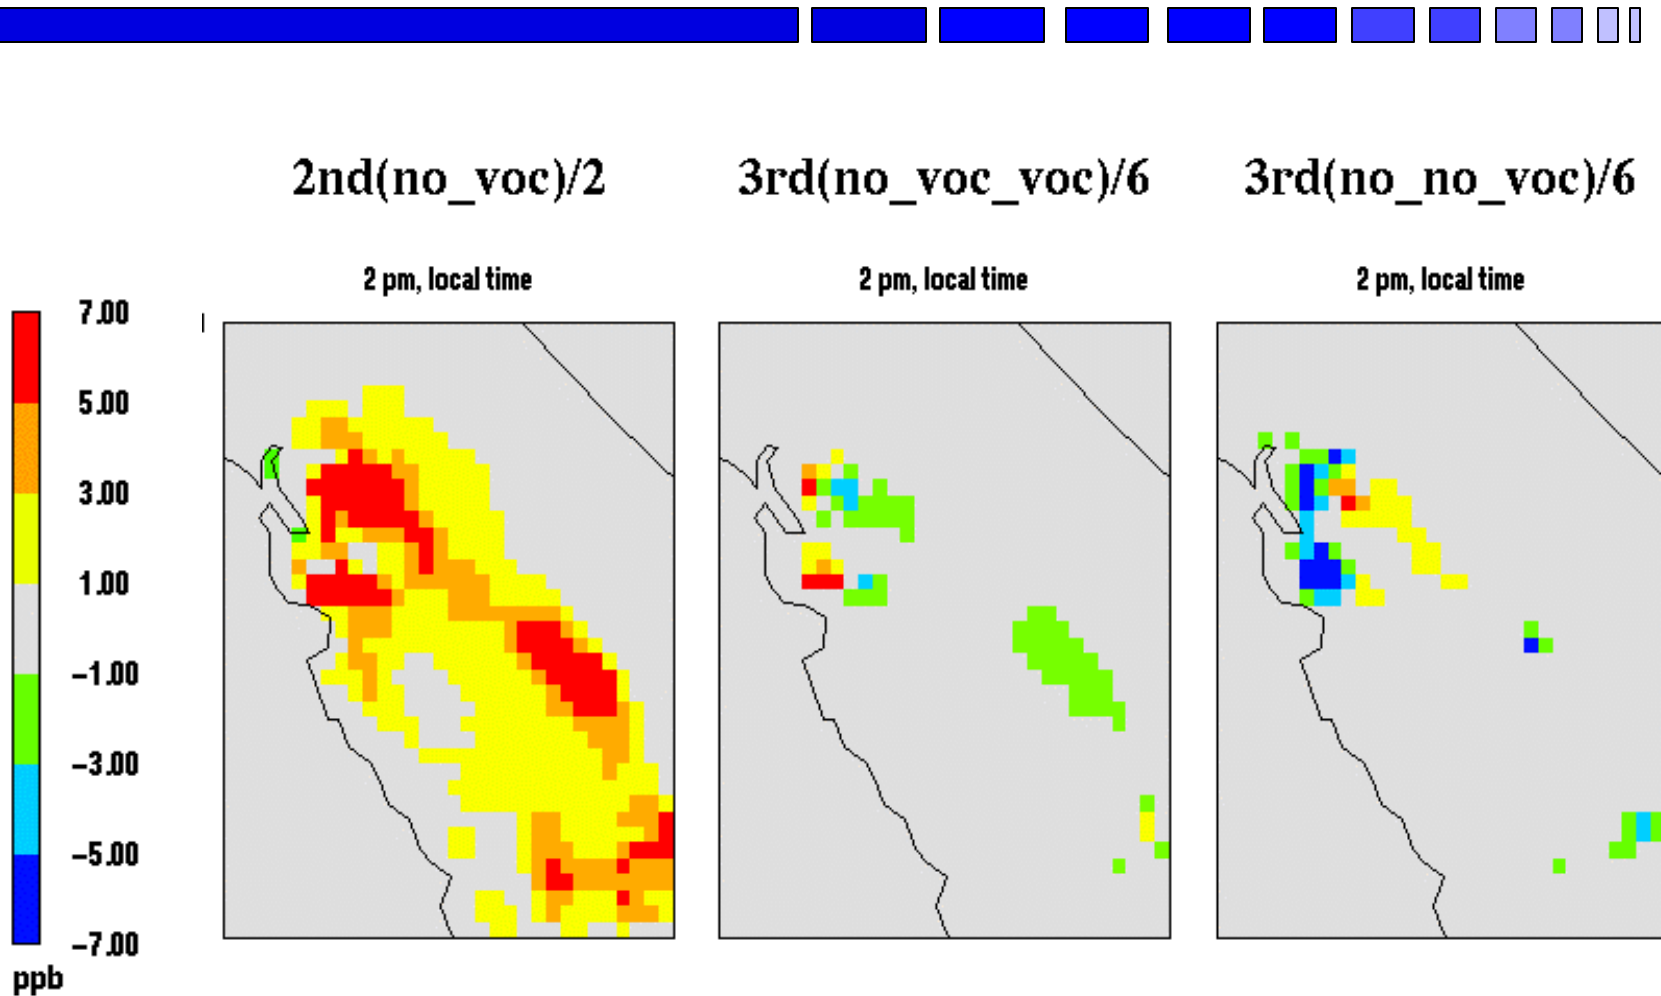 2nd(no_voc)/2
3rd(no_voc_voc)/6
3rd(no_no_voc)/6
2 pm, local time
2 pm, local time
2 pm, local time
7.00
5.00
3.00
1.00
−1.00
−3.00
−5.00
−7.00
ppb